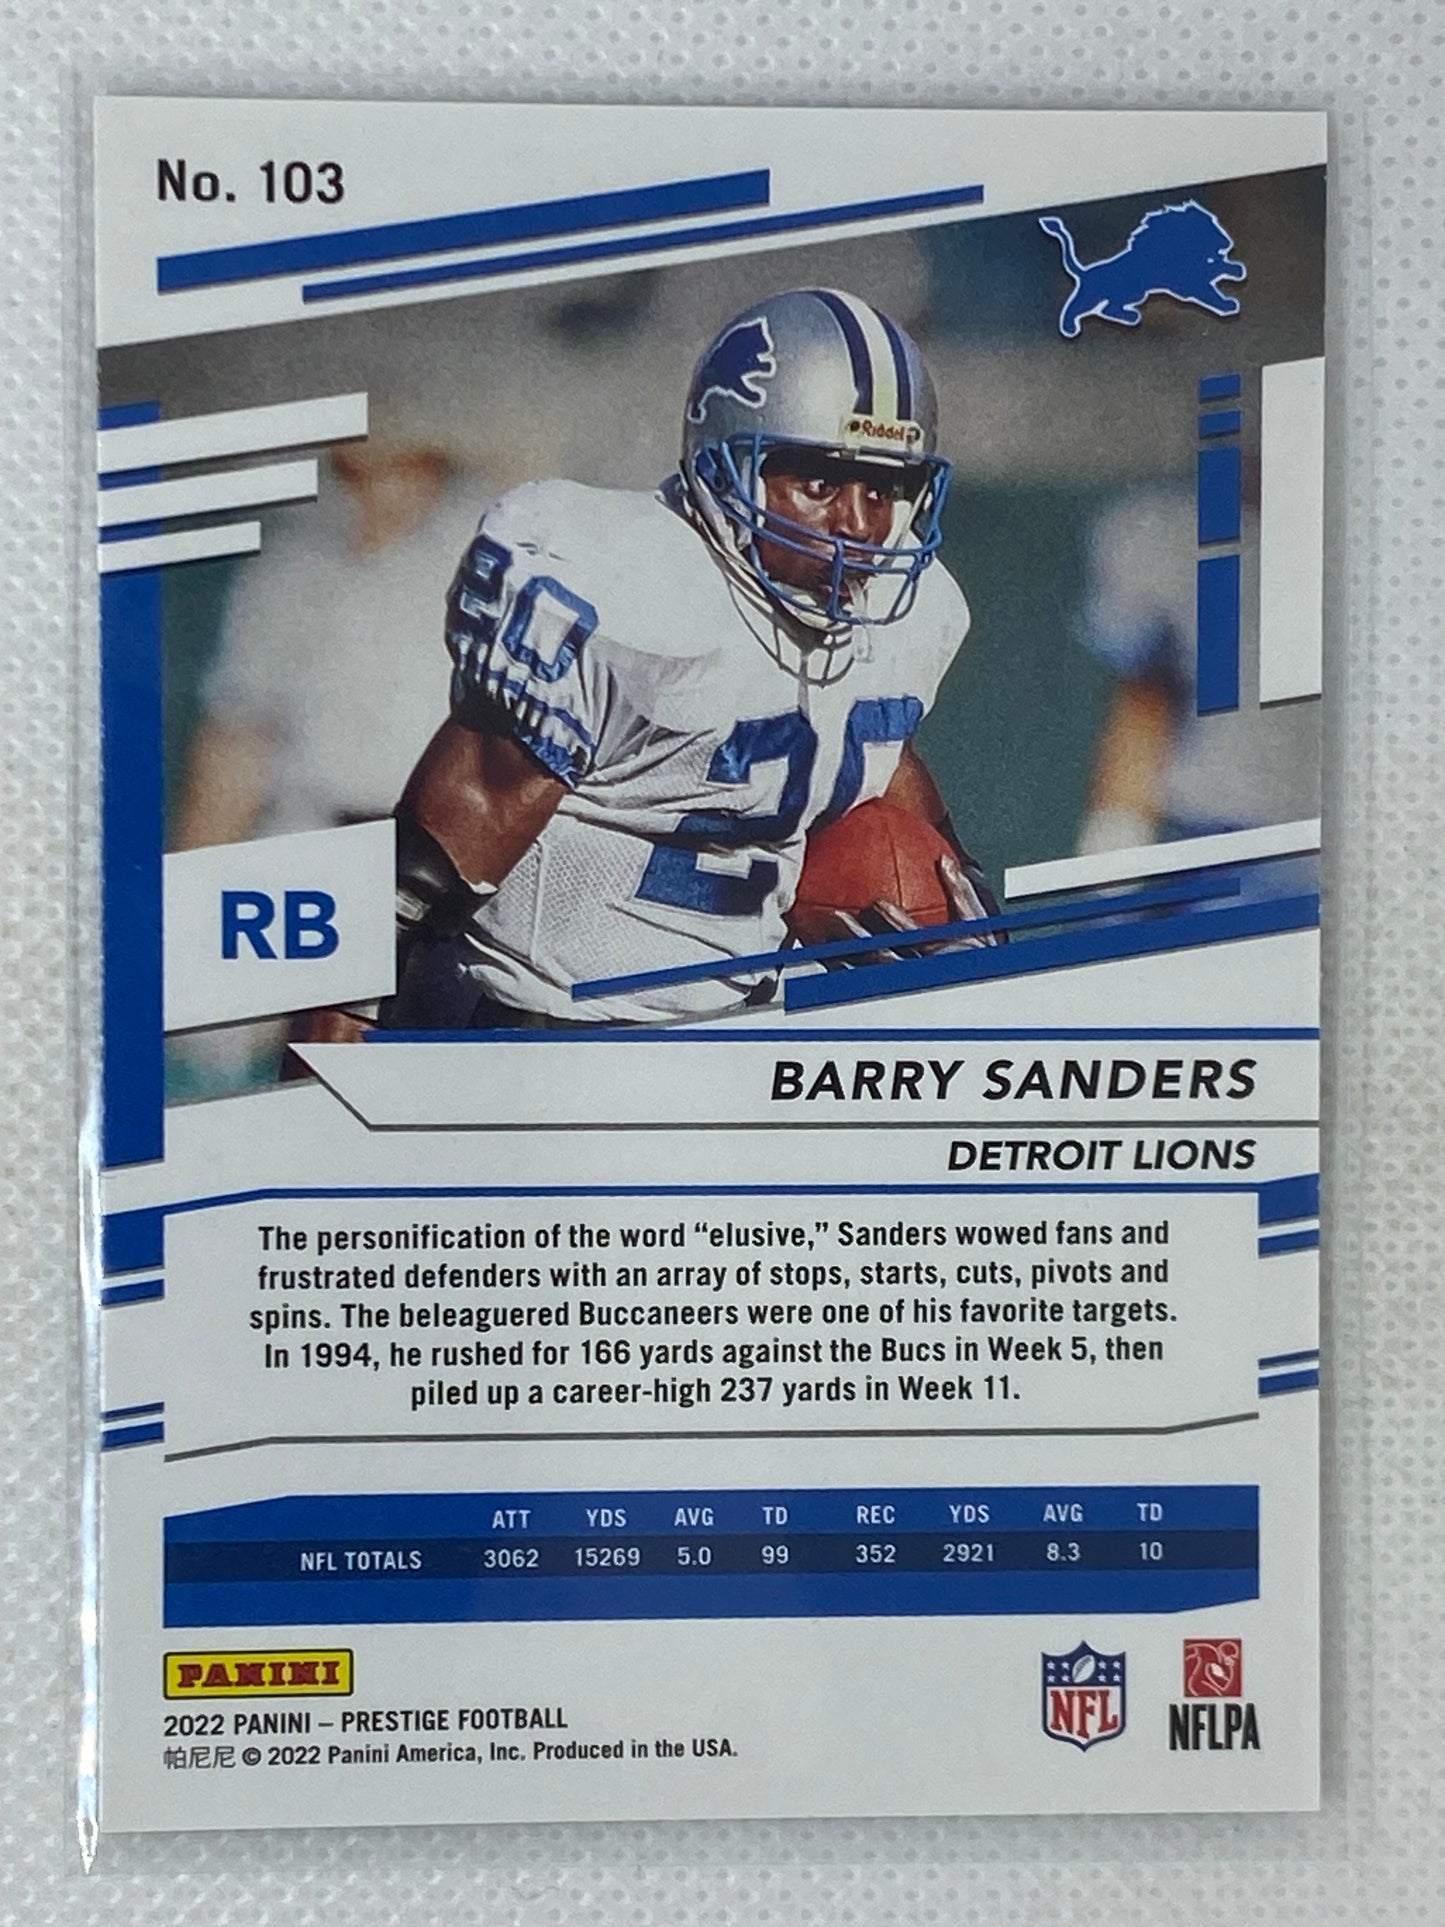 No. 103
Riddell
20
20
RB
BARRY SANDERS
DETROIT LIONS
The personification of the word “elusive,” Sanders wowed fans and
frustrated defenders with an array of stops, starts, cuts, pivots and
spins. The beleaguered Buccaneers were one of his favorite targets.
In 1994, he rushed for 166 yards against the Bucs in Week 5, then
piled up a career-high 237 yards in Week 11.
ATT YDS AVG TD REC YDS AVG TD
NFL TOTALS 3062 15269 5.0 99 352 2921 8.3 10
PANINI
2022 PANINI – PRESTIGE FOOTBALL
帕尼尼 © 2022 Panini America, Inc. Produced in the USA.
NFL
NFLPA